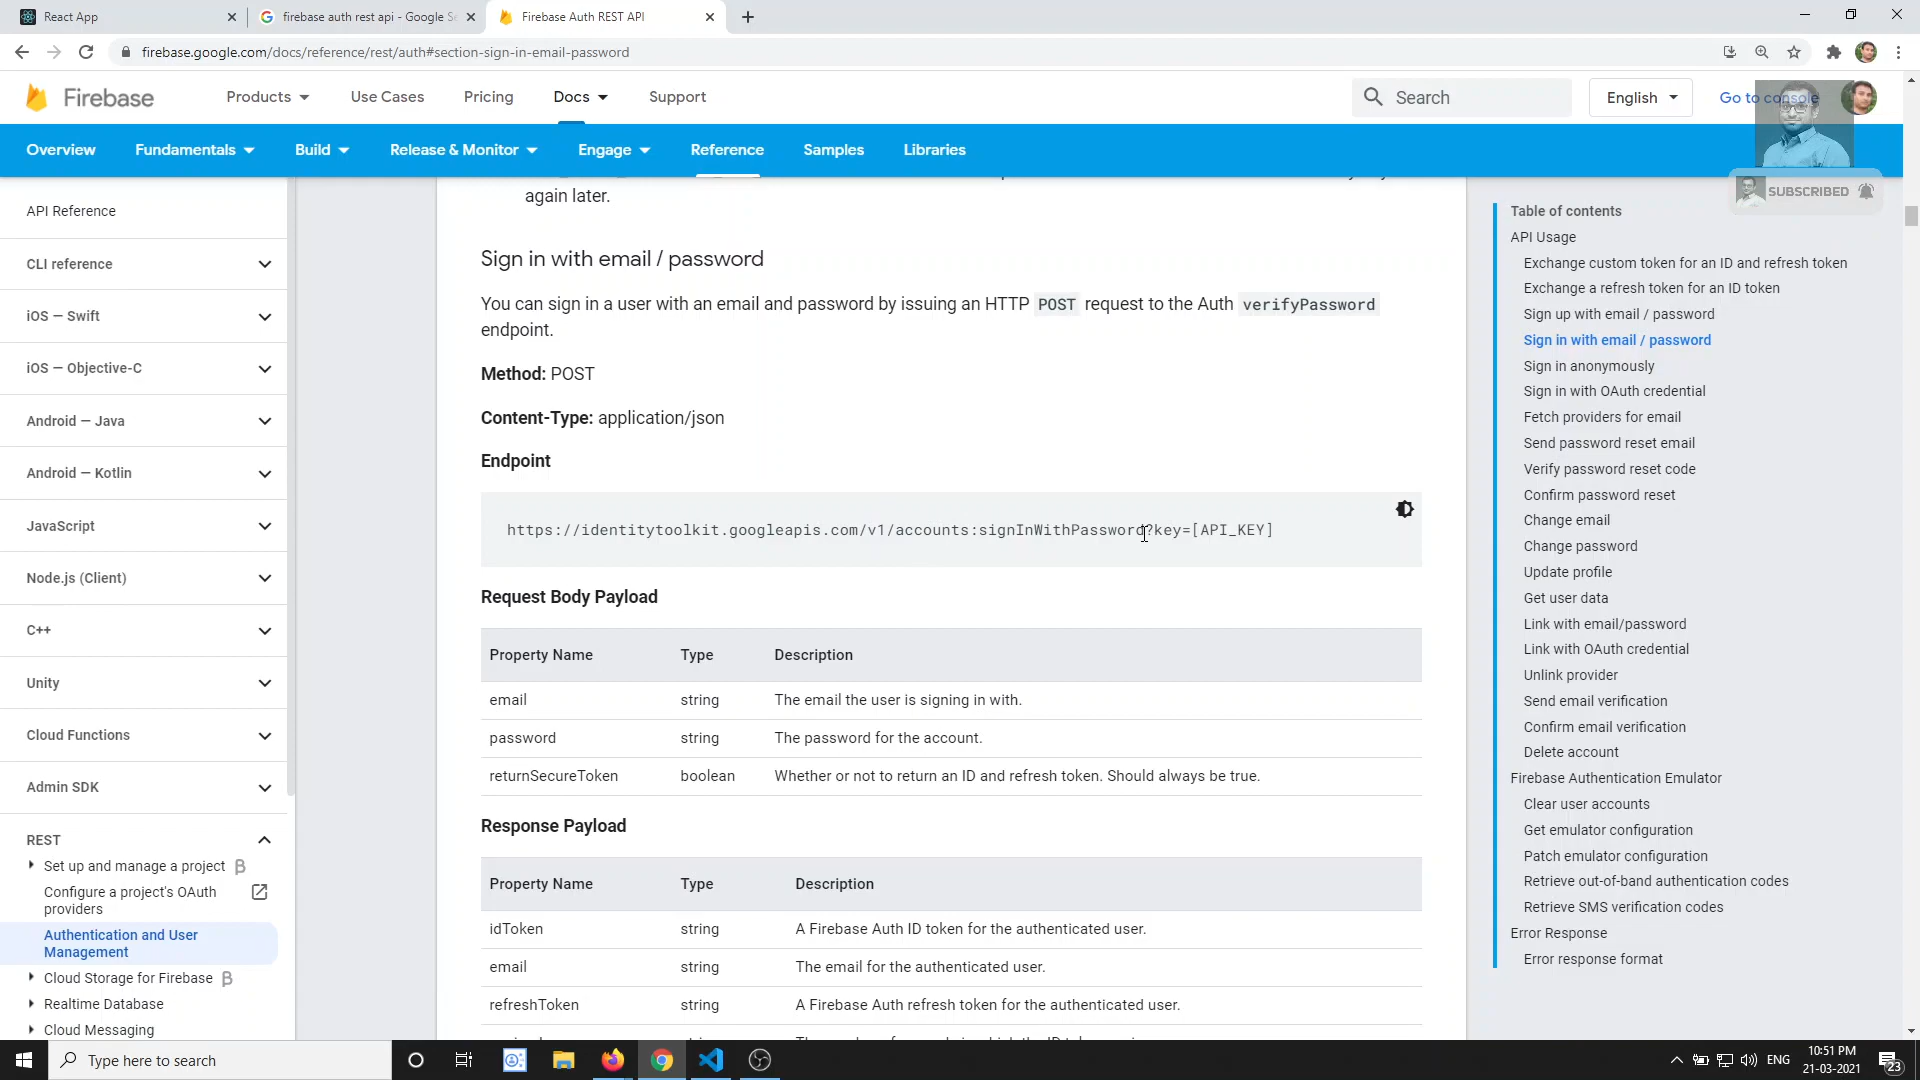 React App
firebase auth rest api - Google Se
Firebase Auth REST API
firebase.google.com/docs/reference/rest/auth#section-sign-in-email-password
Firebase
Products
Use Cases
Pricing
Docs
Support
Search
English
Go to console
Overview
Fundamentals
Build
Release & Monitor
Engage
Reference
Samples
Libraries
SUBSCRIBED
API Reference
CLI reference
iOS – Swift
iOS – Objective-C
Android – Java
Android – Kotlin
JavaScript
Node.js (Client)
C++
Unity
Cloud Functions
Admin SDK
REST
Set up and manage a project β
Configure a project's OAuth
providers
Authentication and User
Management
Cloud Storage for Firebase β
Realtime Database
Cloud Messaging
again later.
Sign in with email / password
You can sign in a user with an email and password by issuing an HTTP POST request to the Auth verifyPassword
endpoint.
Method: POST
Content-Type: application/json
Endpoint
https://identitytoolkit.googleapis.com/v1/accounts:signInWithPassword?key=[API_KEY]
Request Body Payload
Property Name Type Description
email string The email the user is signing in with.
password string The password for the account.
returnSecureToken boolean Whether or not to return an ID and refresh token. Should always be true.
Response Payload
Property Name Type Description
idToken string A Firebase Auth ID token for the authenticated user.
email string The email for the authenticated user.
refreshToken string A Firebase Auth refresh token for the authenticated user.
Table of contents
API Usage
Exchange custom token for an ID and refresh token
Exchange a refresh token for an ID token
Sign up with email / password
Sign in with email / password
Sign in anonymously
Sign in with OAuth credential
Fetch providers for email
Send password reset email
Verify password reset code
Confirm password reset
Change email
Change password
Update profile
Get user data
Link with email/password
Link with OAuth credential
Unlink provider
Send email verification
Confirm email verification
Delete account
Firebase Authentication Emulator
Clear user accounts
Get emulator configuration
Patch emulator configuration
Retrieve out-of-band authentication codes
Retrieve SMS verification codes
Error Response
Error response format
Type here to search
ENG
10:51 PM
21-03-2021
23